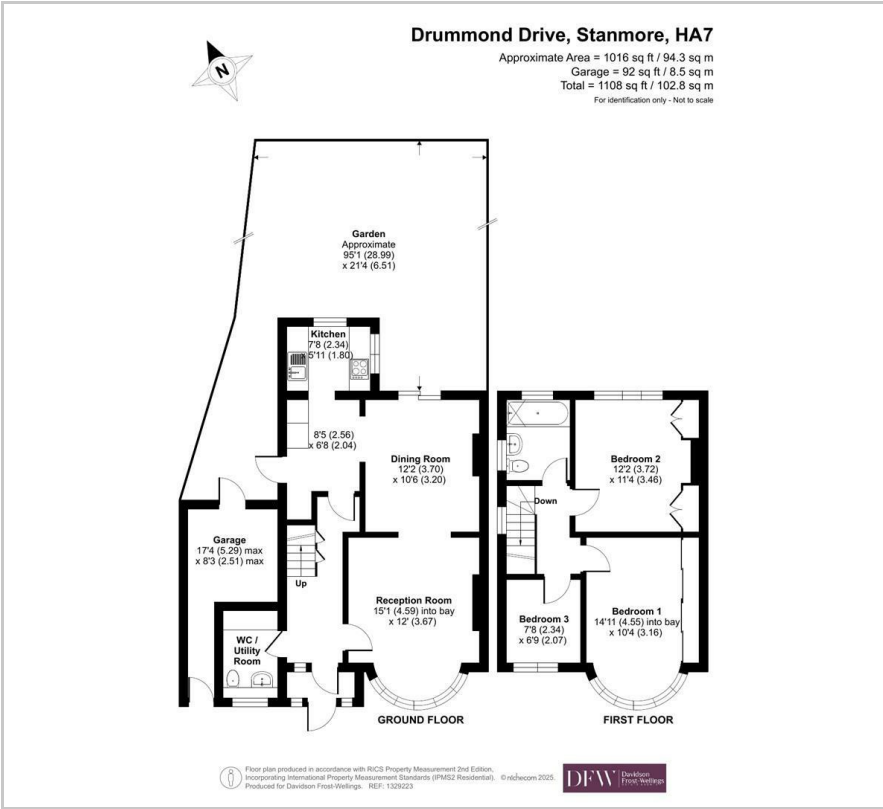 Drummond Drive, Stanmore, HA7
Approximate Area = 1016 sq ft / 94.3 sq m
Garage = 92 sq ft / 8.5 sq m
Total = 1108 sq ft / 102.8 sq m
For identification only - Not to scale
N
Garden
Approximate
95'1 (28.99)
x 21'4 (6.51)
Kitchen
7'8 (2.34)
x 5'11 (1.80)
8'5 (2.56)
x 6'8 (2.04)
Dining Room
12'2 (3.70)
x 10'6 (3.20)
Garage
17'4 (5.29) max
x 8'3 (2.51) max
Up
Reception Room
15'1 (4.59) into bay
x 12' (3.67)
WC /
Utility
Room
GROUND FLOOR
Bedroom 2
12'2 (3.72)
x 11'4 (3.46)
Down
Bedroom 1
14'11 (4.55) into bay
x 10'4 (3.16)
Bedroom 3
7'8 (2.34)
x 6'9 (2.07)
FIRST FLOOR
Floor plan produced in accordance with RICS Property Measurement 2nd Edition,
Incorporating International Property Measurement Standards (IPMS2 Residential). © nichecom 2025.
Produced for Davidson Frost-Wellings. REF: 1329223
DFW
Davidson
Frost-Wellings